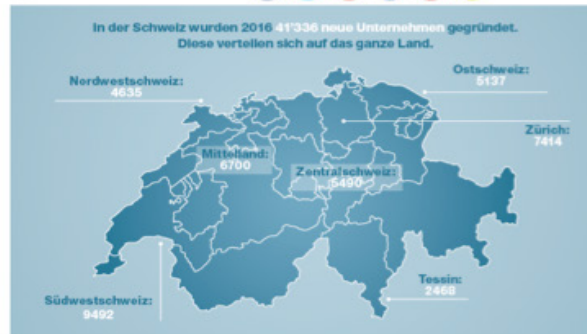 In der Schweiz wurden 2016 41'336 neue Unternehmen gegründet.
Diese verteilen sich auf das ganze Land.
Nordwestschweiz:
4635
Ostschweiz:
5137
Zürich:
7414
Mittelland:
6700
Zentralschweiz:
5490
Südwestschweiz:
9492
Tessin:
2468